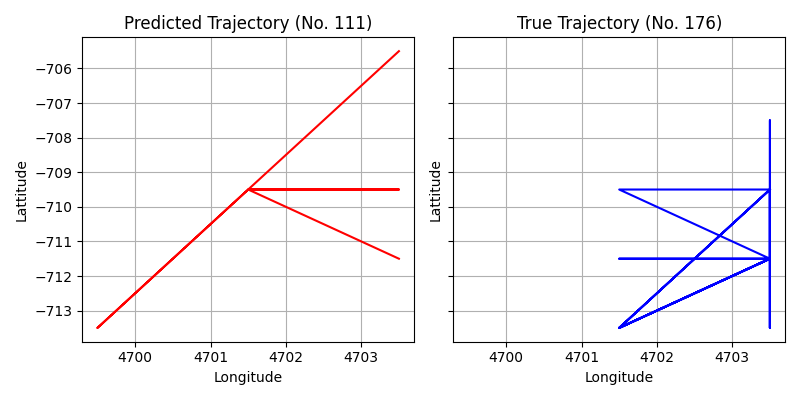 Predicted Trajectory (No. 111)
True Trajectory (No. 176)
−706
−707
−708
−709
−710
−711
−712
−713
Lattitude
Lattitude
4700 4701 4702 4703
4700 4701 4702 4703
Longitude
Longitude